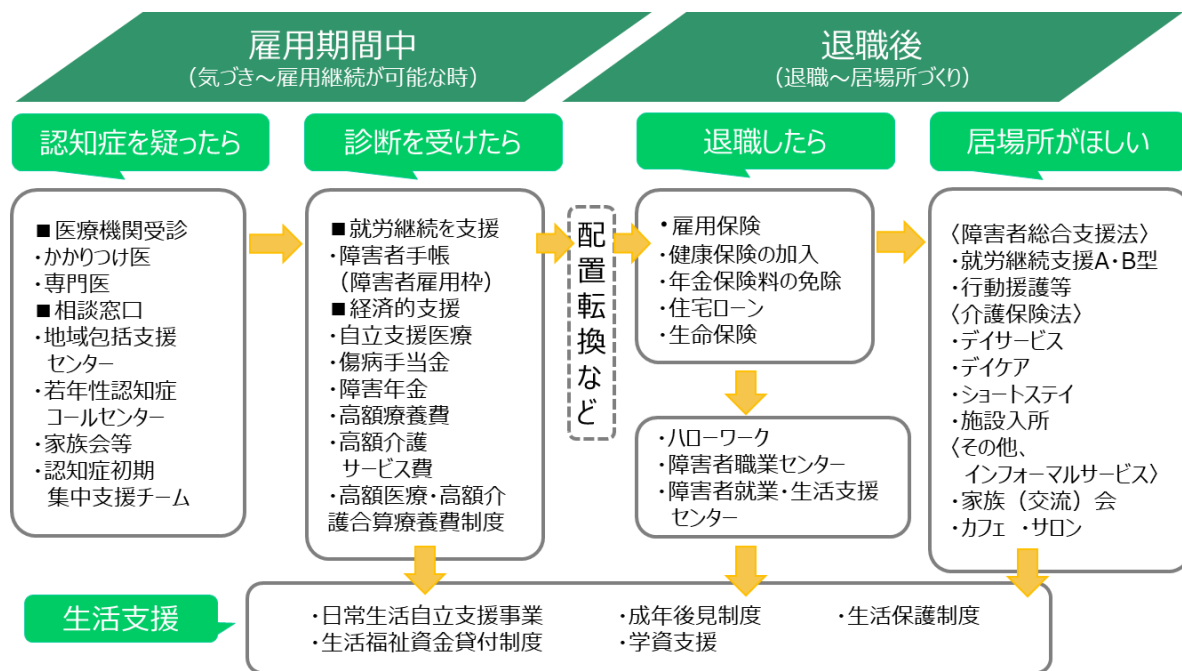 雇用期間中
（気づき～雇用継続が可能な時）
退職後
（退職～居場所づくり）
認知症を疑ったら
■医療機関受診
・かかりつけ医
・専門医
■相談窓口
・地域包括支援
センター
・若年性認知症
コールセンター
・家族会等
・認知症初期
集中支援チーム
診断を受けたら
■就労継続を支援
・障害者手帳
（障害者雇用枠）
■経済的支援
・自立支援医療
・傷病手当金
・障害年金
・高額療養費
・高額介護
サービス費
・高額医療・高額介
護合算療養費制度
配置転換など
退職したら
・雇用保険
・健康保険の加入
・年金保険料の免除
・住宅ローン
・生命保険
・ハローワーク
・障害者職業センター
・障害者就業・生活支援
センター
居場所がほしい
〈障害者総合支援法〉
・就労継続支援A・B型
・行動援護等
〈介護保険法〉
・デイサービス
・デイケア
・ショートステイ
・施設入所
〈その他、
インフォーマルサービス〉
・家族（交流）会
・カフェ ・サロン
生活支援
・日常生活自立支援事業
・成年後見制度
・生活保護制度
・生活福祉資金貸付制度
・学資支援